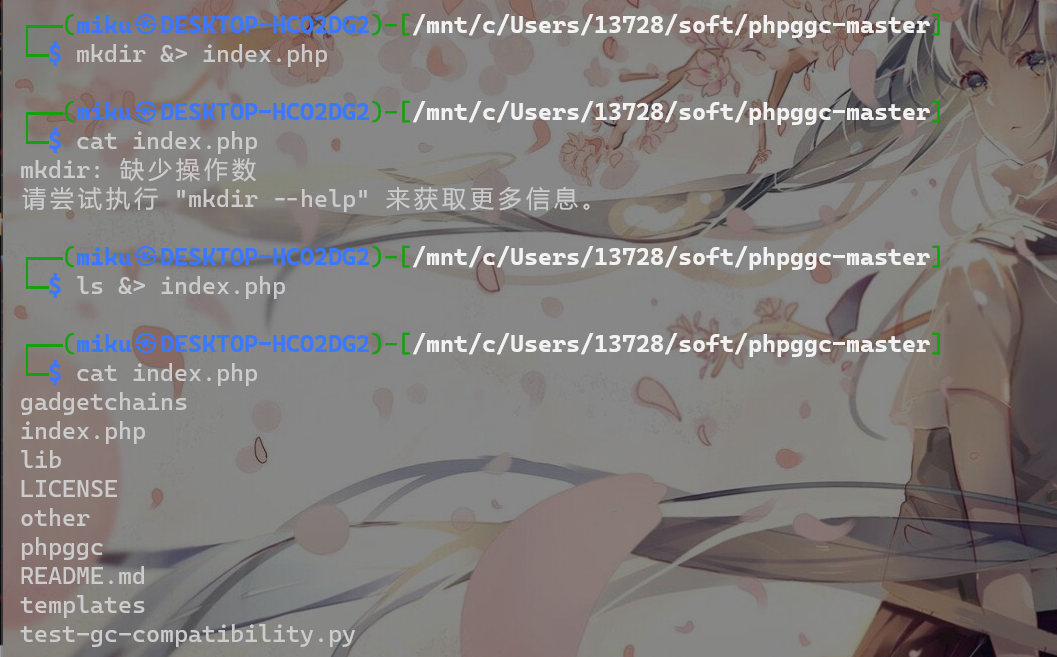 ┌──(miku㉿DESKTOP-HCO2DG2)-[/mnt/c/Users/13728/soft/phpggc-master]
└─$ mkdir &> index.php
┌──(miku㉿DESKTOP-HCO2DG2)-[/mnt/c/Users/13728/soft/phpggc-master]
└─$ cat index.php
mkdir: 缺少操作数
请尝试执行 "mkdir --help" 来获取更多信息。
┌──(miku㉿DESKTOP-HCO2DG2)-[/mnt/c/Users/13728/soft/phpggc-master]
└─$ ls &> index.php
┌──(miku㉿DESKTOP-HCO2DG2)-[/mnt/c/Users/13728/soft/phpggc-master]
└─$ cat index.php
gadgetchains
index.php
lib
LICENSE
other
phpggc
README.md
templates
test-gc-compatibility.py